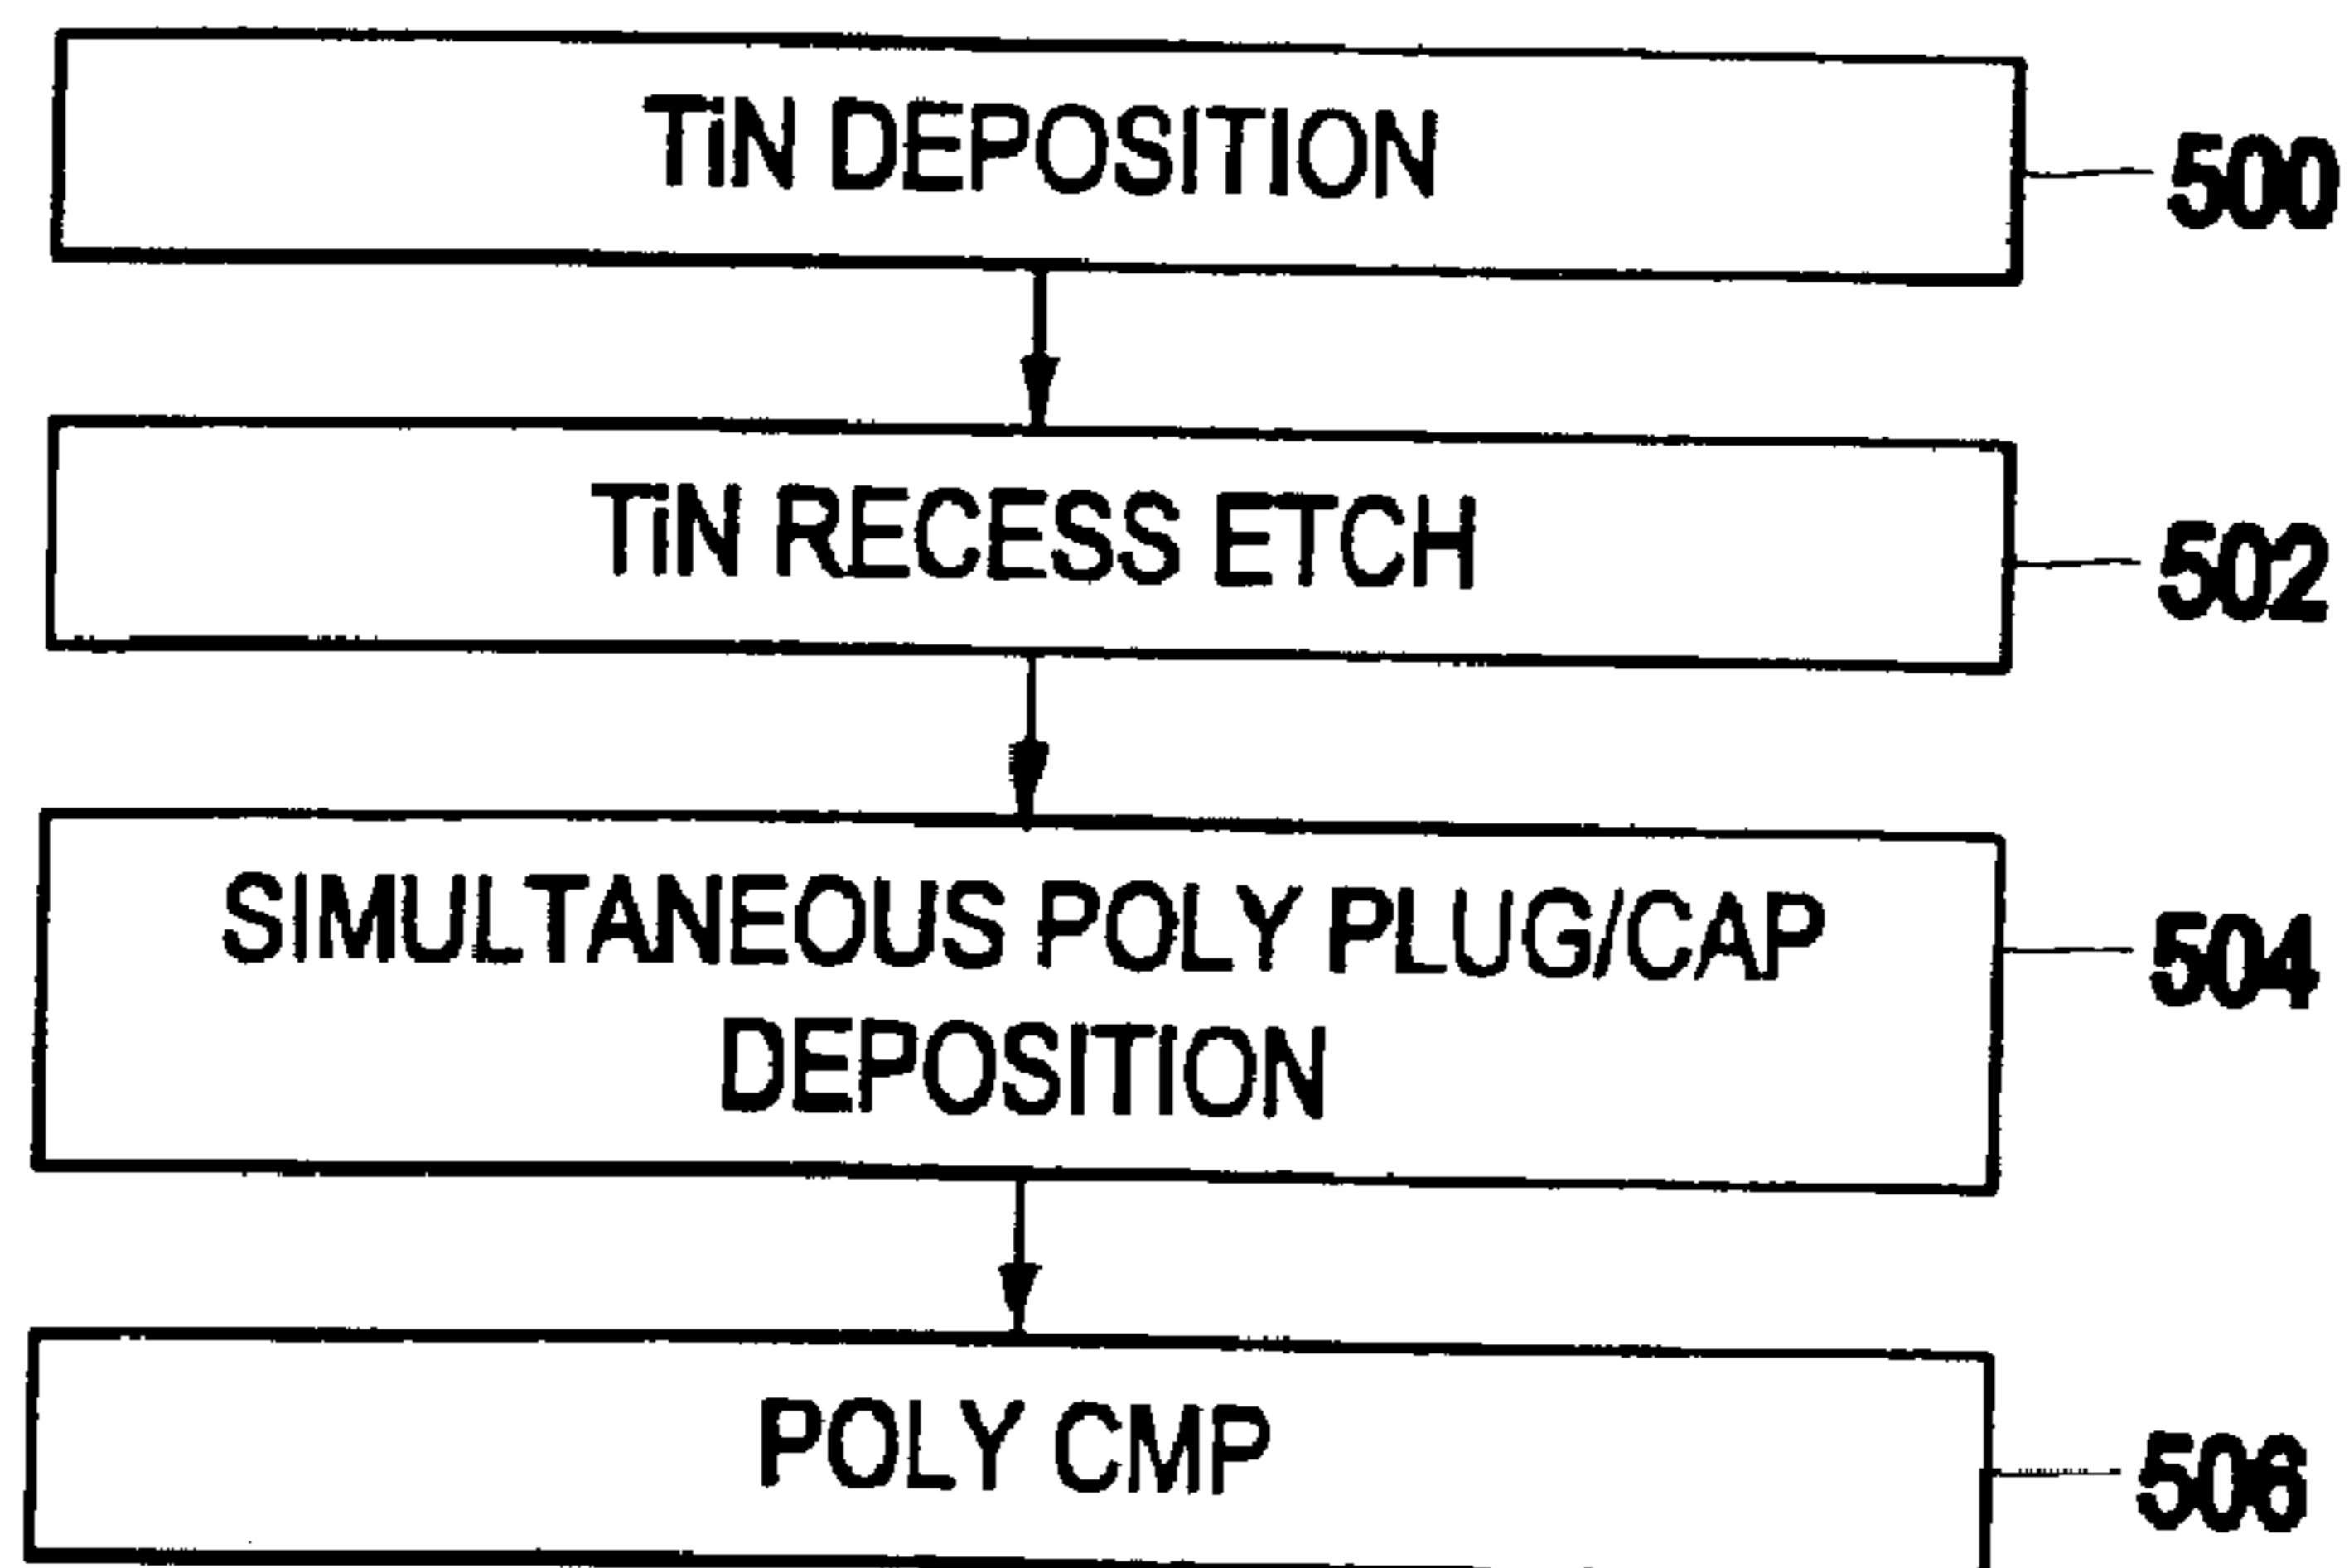 TiN DEPOSITION
500
TiN RECESS ETCH
502
SIMULTANEOUS POLY PLUG/CAP
DEPOSITION
504
POLY CMP
506